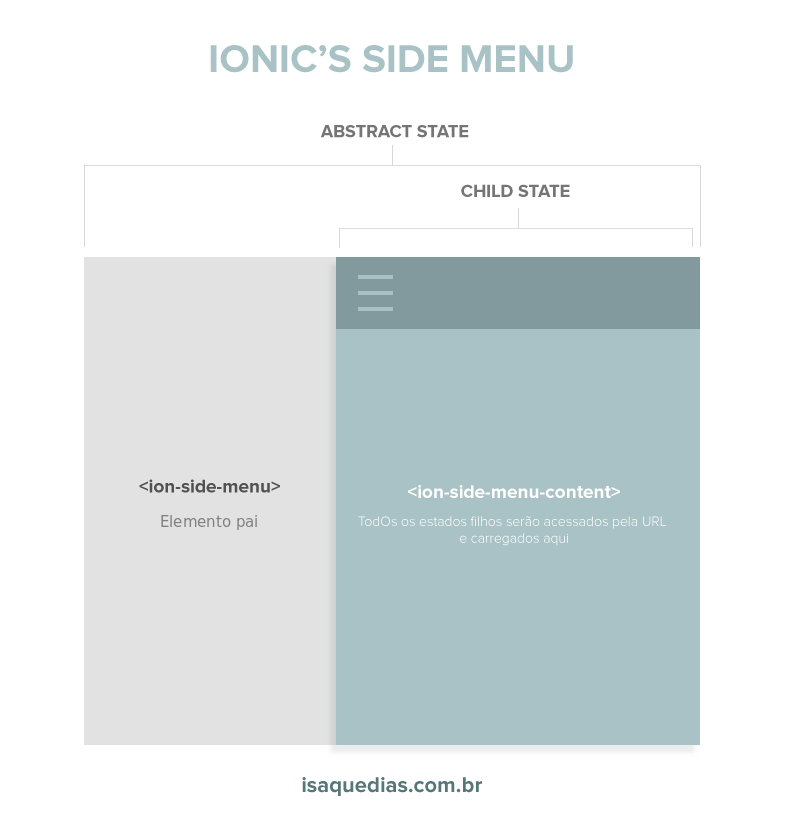 IONIC’S SIDE MENU
ABSTRACT STATE
CHILD STATE
<ion-side-menu>
Elemento pai
<ion-side-menu-content>
TodOs os estados filhos serão acessados pela URL
e carregados aqui
isaquedias.com.br